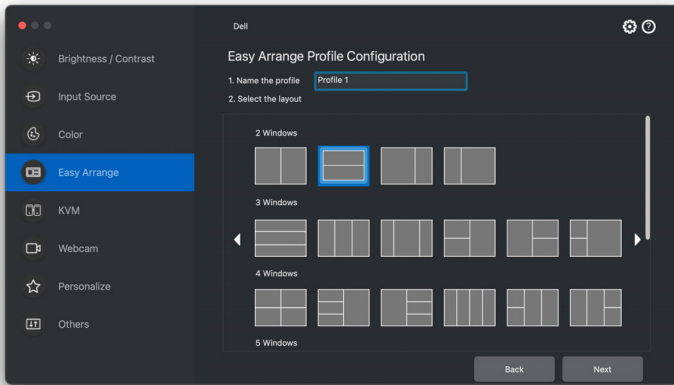 Dell
Brightness / Contrast
Input Source
Color
Easy Arrange
KVM
Webcam
Personalize
Others
Easy Arrange Profile Configuration
1. Name the profile Profile 1
2. Select the layout
2 Windows
3 Windows
4 Windows
5 Windows
Back Next